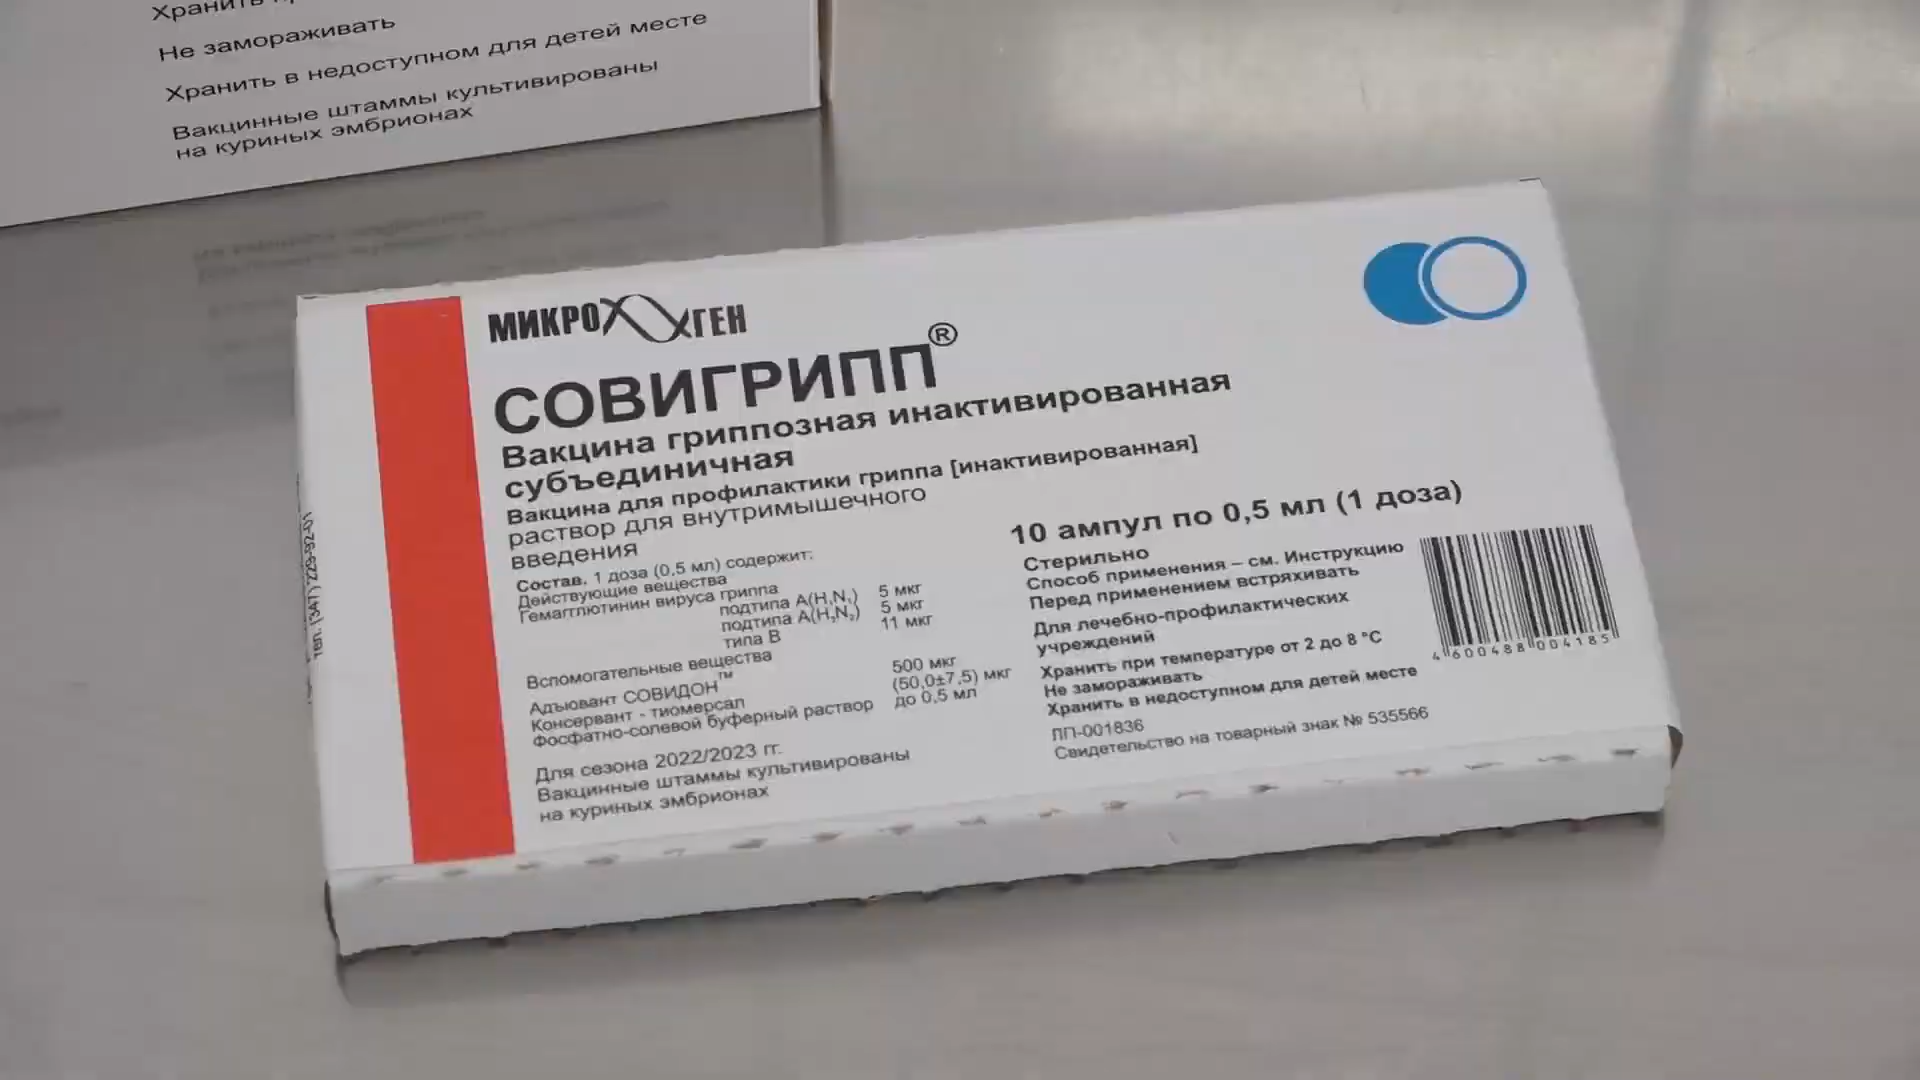 Не замораживать
Хранить в недоступном для детей месте
Вакцинные штаммы культивированы
на куриных эмбрионах
МИКРОГЕН
СОВИГРИПП®
Вакцина гриппозная инактивированная
субъединичная
Вакцина для профилактики гриппа [инактивированная]
раствор для внутримышечного
введения
Состав. 1 доза (0,5 мл) содержит:
Действующие вещества
Гемагглютинин вируса гриппа
подтипа А(H₁N₁) 5 мкг
подтипа А(H₃N₂) 5 мкг
типа В 11 мкг
Вспомогательные вещества
Адъювант СОВИДОН™ 500 мкг
Консервант - тиомерсал (50,0±7,5) мкг
Фосфатно-солевой буферный раствор до 0,5 мл
Для сезона 2022/2023 гг.
Вакцинные штаммы культивированы
на куриных эмбрионах
10 ампул по 0,5 мл (1 доза)
Стерильно
Способ применения – см. Инструкцию
Перед применением встряхивать
Для лечебно-профилактических
учреждений
Хранить при температуре от 2 до 8 °С
Не замораживать
Хранить в недоступном для детей месте
ЛП-001836
Свидетельство на товарный знак № 535566
4 600488 004185
тел. (347) 229-92-01